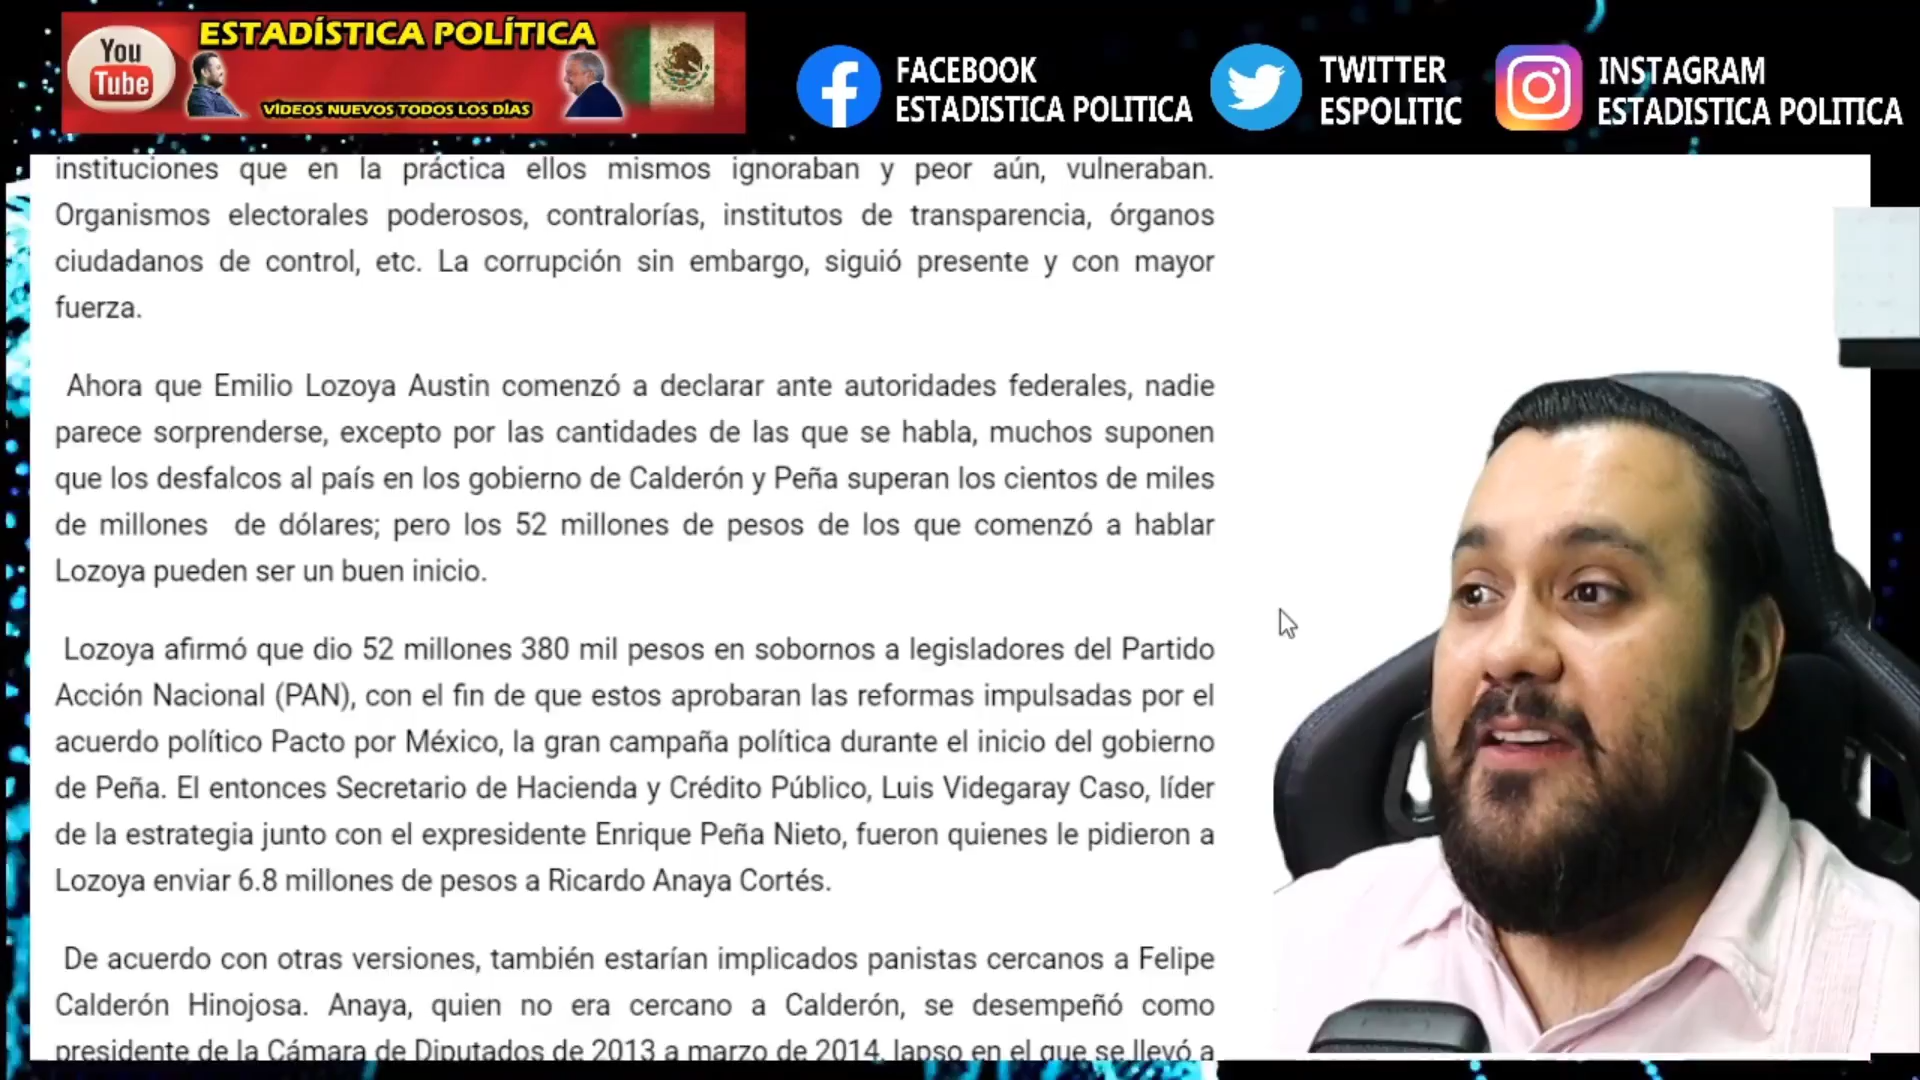 You
Tube
ESTADÍSTICA POLÍTICA
VÍDEOS NUEVOS TODOS LOS DÍAS
FACEBOOK
ESTADISTICA POLITICA
TWITTER
ESPOLITIC
INSTAGRAM
ESTADISTICA POLITICA
instituciones que en la práctica ellos mismos ignoraban y peor aún, vulneraban.
Organismos electorales poderosos, contralorías, institutos de transparencia, órganos
ciudadanos de control, etc. La corrupción sin embargo, siguió presente y con mayor
fuerza.
Ahora que Emilio Lozoya Austin comenzó a declarar ante autoridades federales, nadie
parece sorprenderse, excepto por las cantidades de las que se habla, muchos suponen
que los desfalcos al país en los gobierno de Calderón y Peña superan los cientos de miles
de millones de dólares; pero los 52 millones de pesos de los que comenzó a hablar
Lozoya pueden ser un buen inicio.
Lozoya afirmó que dio 52 millones 380 mil pesos en sobornos a legisladores del Partido
Acción Nacional (PAN), con el fin de que estos aprobaran las reformas impulsadas por el
acuerdo político Pacto por México, la gran campaña política durante el inicio del gobierno
de Peña. El entonces Secretario de Hacienda y Crédito Público, Luis Videgaray Caso, líder
de la estrategia junto con el expresidente Enrique Peña Nieto, fueron quienes le pidieron a
Lozoya enviar 6.8 millones de pesos a Ricardo Anaya Cortés.
De acuerdo con otras versiones, también estarían implicados panistas cercanos a Felipe
Calderón Hinojosa. Anaya, quien no era cercano a Calderón, se desempeñó como
presidente de la Cámara de Diputados de 2013 a marzo de 2014, lapso en el que se llevó a